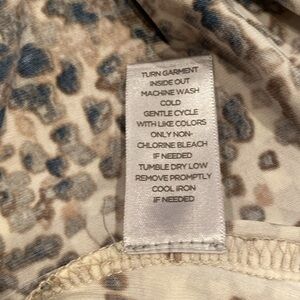 TURN GARMENT
INSIDE OUT
MACHINE WASH
COLD
GENTLE CYCLE
WITH LIKE COLORS
ONLY NON-
CHLORINE BLEACH
IF NEEDED
TUMBLE DRY LOW
REMOVE PROMPTLY
COOL IRON
IF NEEDED